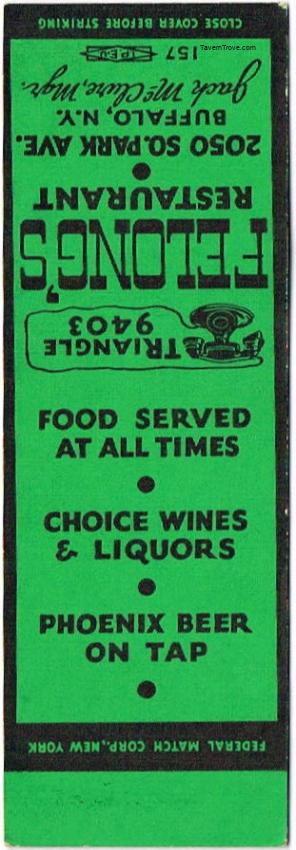 CLOSE COVER BEFORE STRIKING
TavernTrove.com
TRIANGLE
9403
FELONG'S
RESTAURANT
2050 SO. PARK AVE.
BUFFALO, N.Y.
Jack McClure, Mgr.
157
FOOD SERVED
AT ALL TIMES
CHOICE WINES
& LIQUORS
PHOENIX BEER
ON TAP
FEDERAL MATCH CORP., NEW YORK